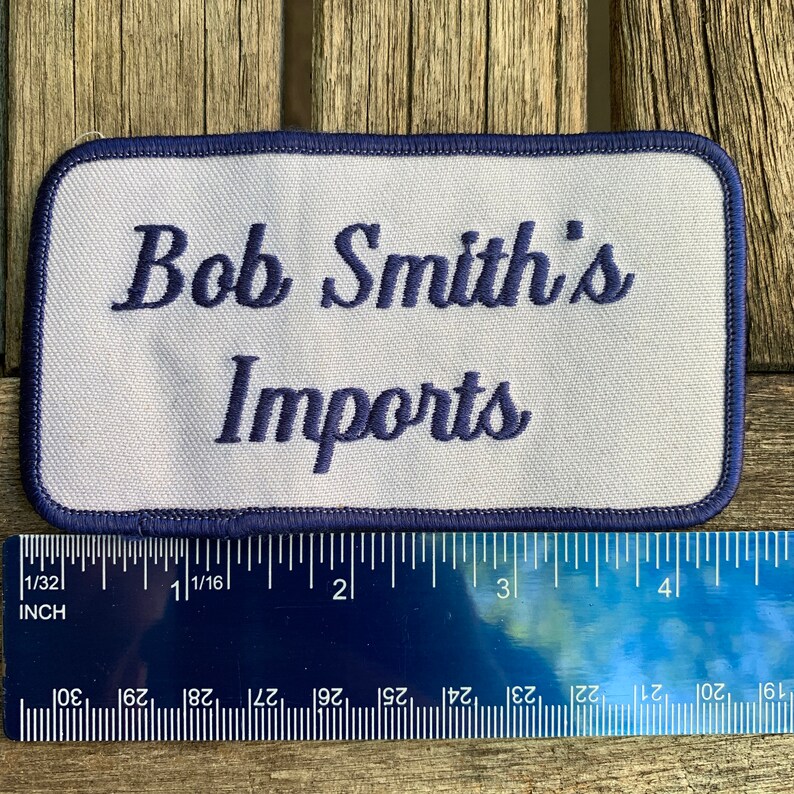 Bob Smith's
Imports
1/32 1 1/16 2 3 4
INCH
30 29 28 27 26 25 24 23 22 21 20 19